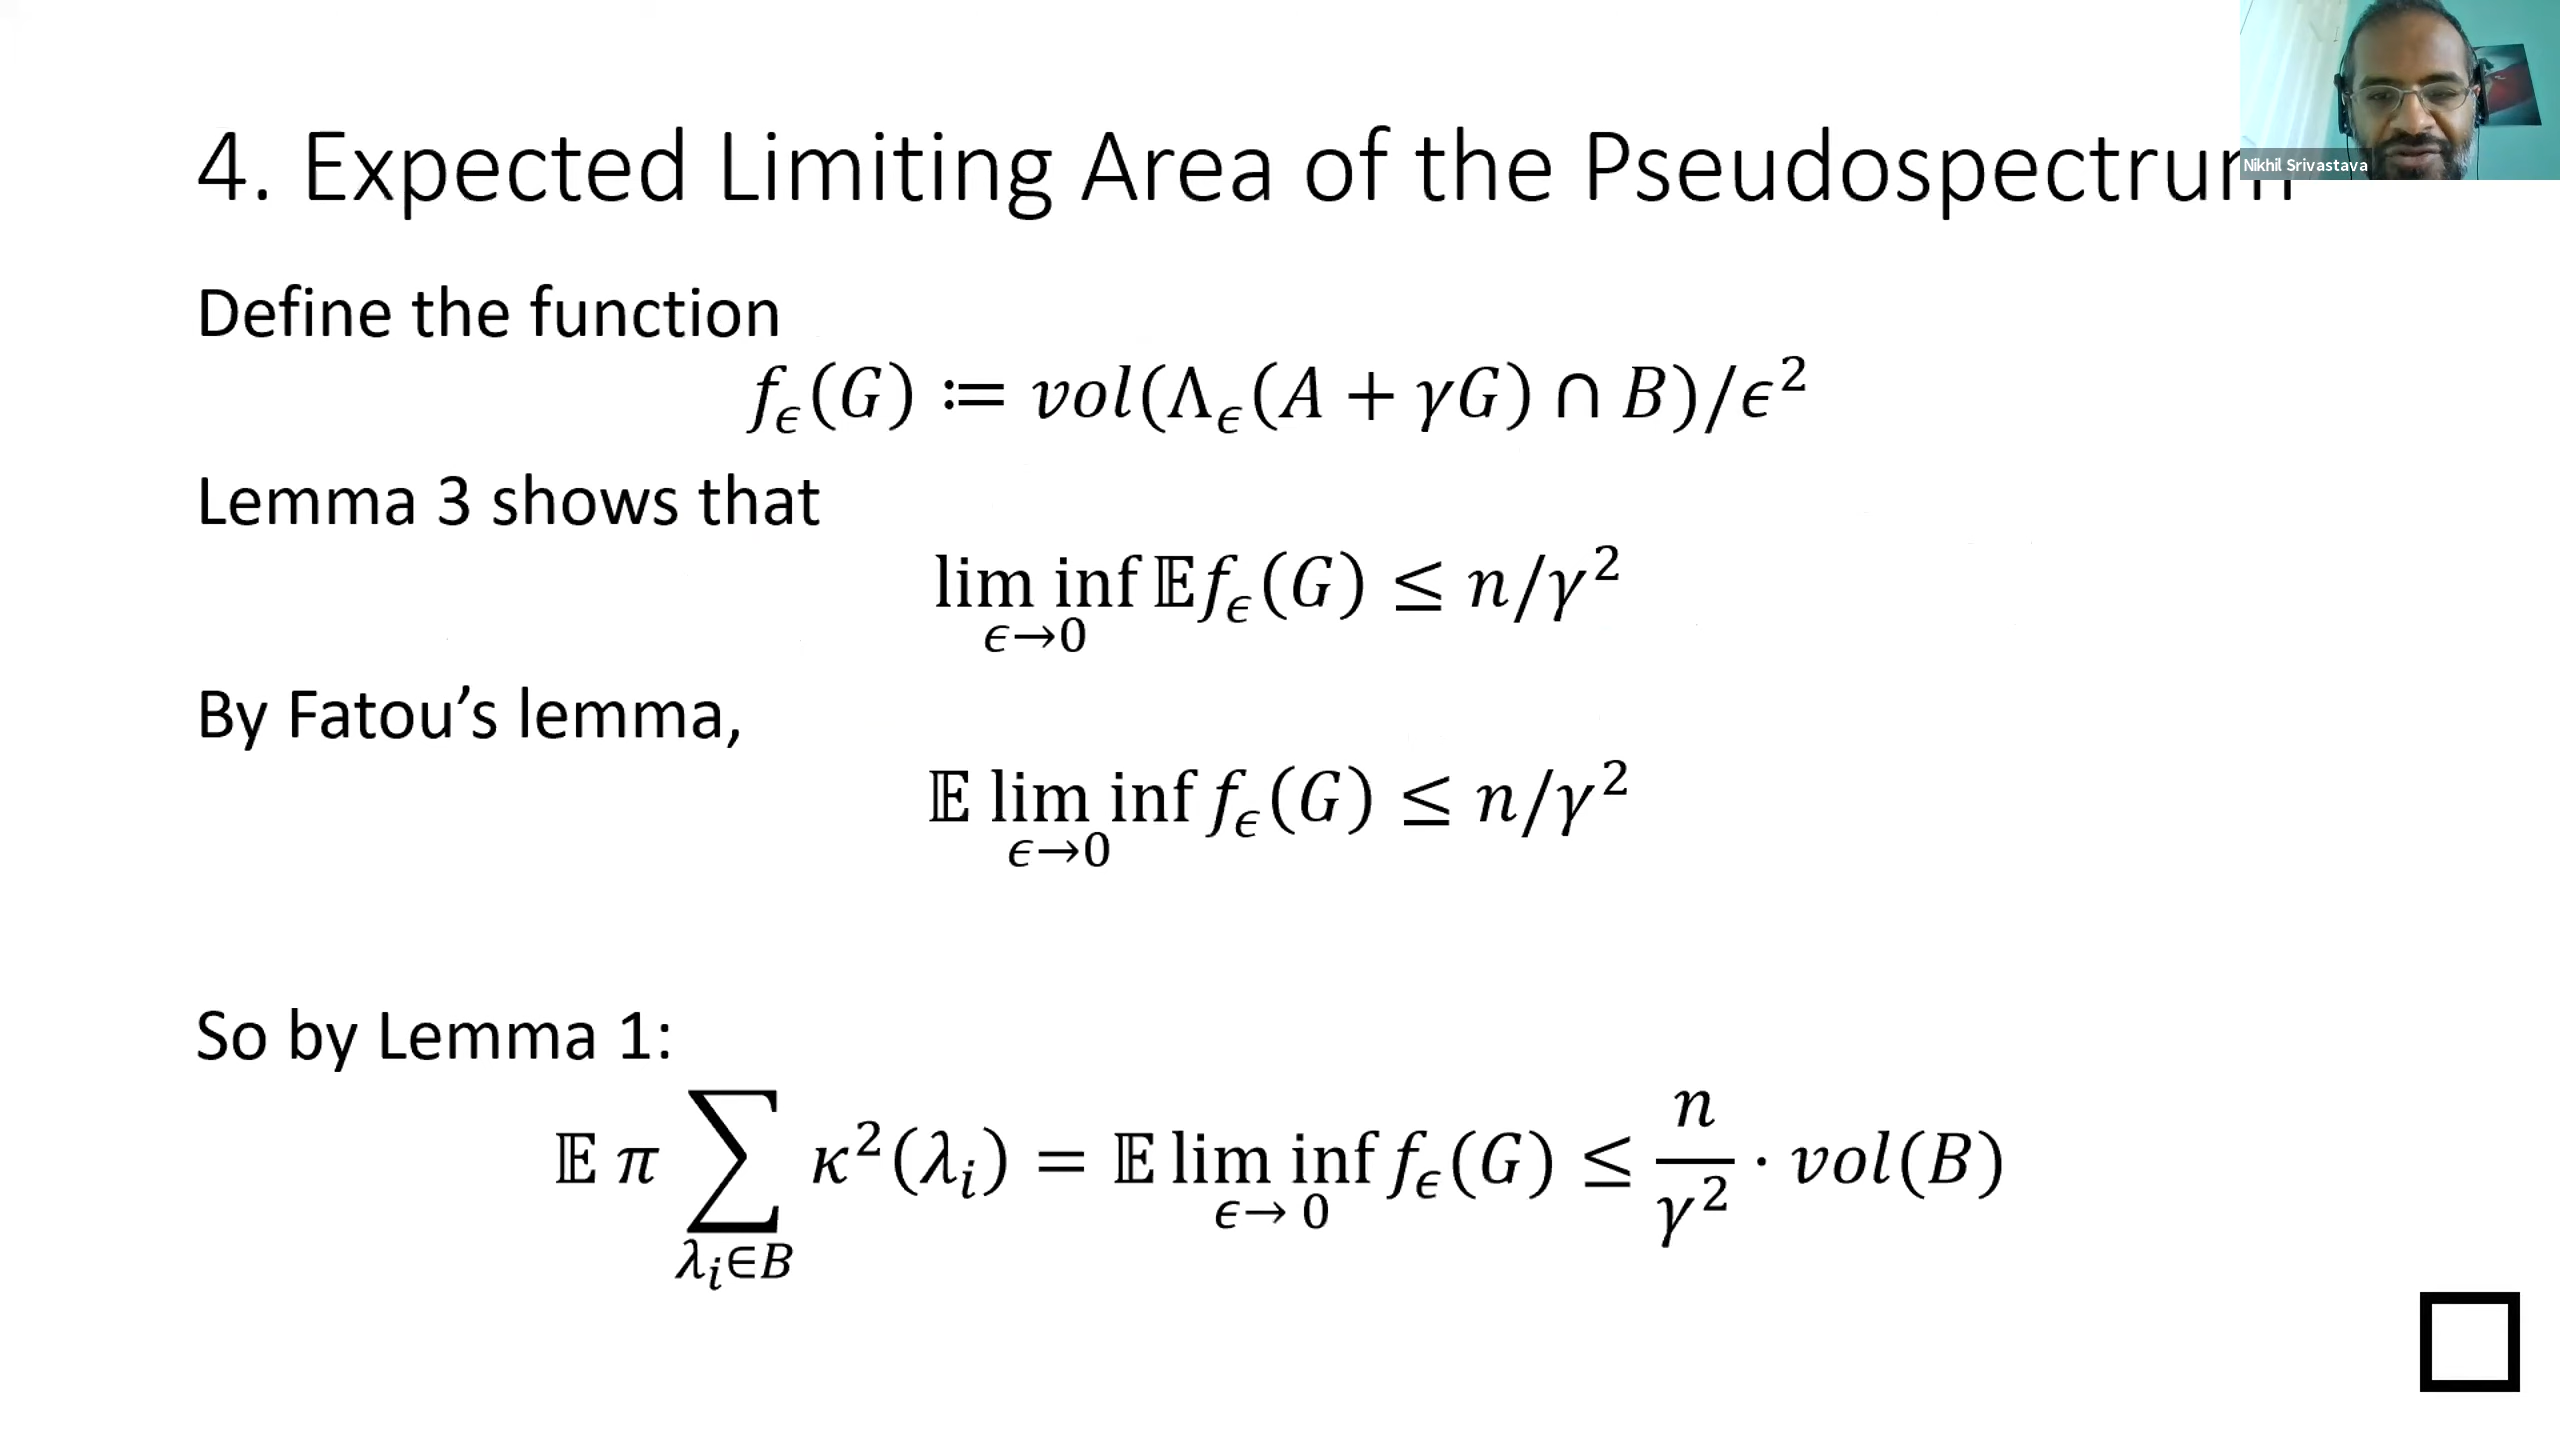 4. Expected Limiting Area of the Pseudospectrum
Nikhil Srivastava
Define the function
f_ϵ(G) ≔ vol(Λ_ϵ(A + γG) ∩ B)/ϵ²
Lemma 3 shows that
lim inf 𝔼f_ϵ(G) ≤ n/γ²
ϵ→0
By Fatou’s lemma,
𝔼 lim inf f_ϵ(G) ≤ n/γ²
ϵ→0
So by Lemma 1:
𝔼 π ∑_{λ_i∈B} κ²(λ_i) = 𝔼 lim inf_{ϵ→ 0} f_ϵ(G) ≤ n/γ² · vol(B)